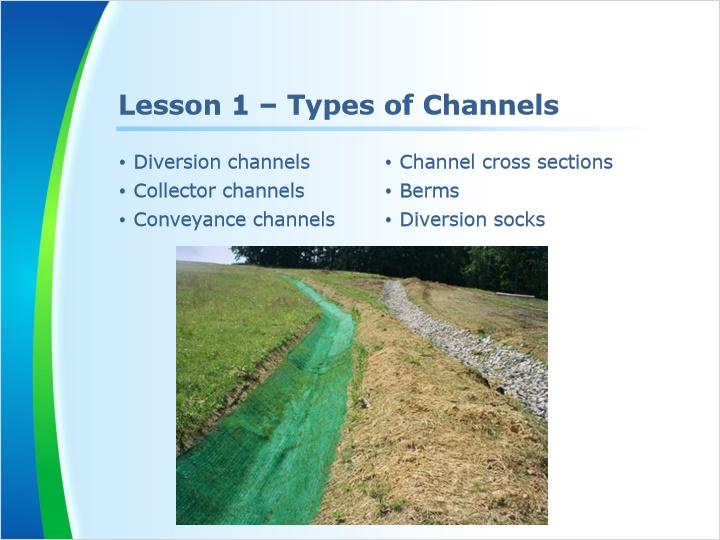 Lesson 1 – Types of Channels
• Diversion channels
• Collector channels
• Conveyance channels
• Channel cross sections
• Berms
• Diversion socks